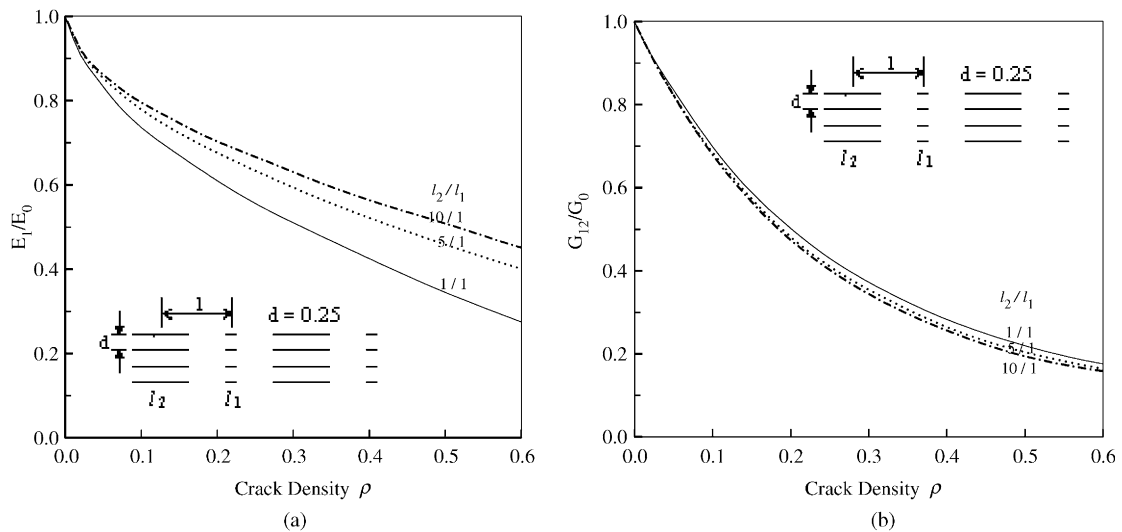 1.0
0.8
0.6
0.4
0.2
0.0
E1/E0
l2/l1
10/1
5/1
1/1
1
d = 0.25
d
l2
l1
0.0 0.1 0.2 0.3 0.4 0.5 0.6
Crack Density ρ
(a)
1.0
0.8
0.6
0.4
0.2
0.0
G12/G0
1
d = 0.25
d
l2
l1
l2/l1
1/1
5/1
10/1
0.0 0.1 0.2 0.3 0.4 0.5 0.6
Crack Density ρ
(b)